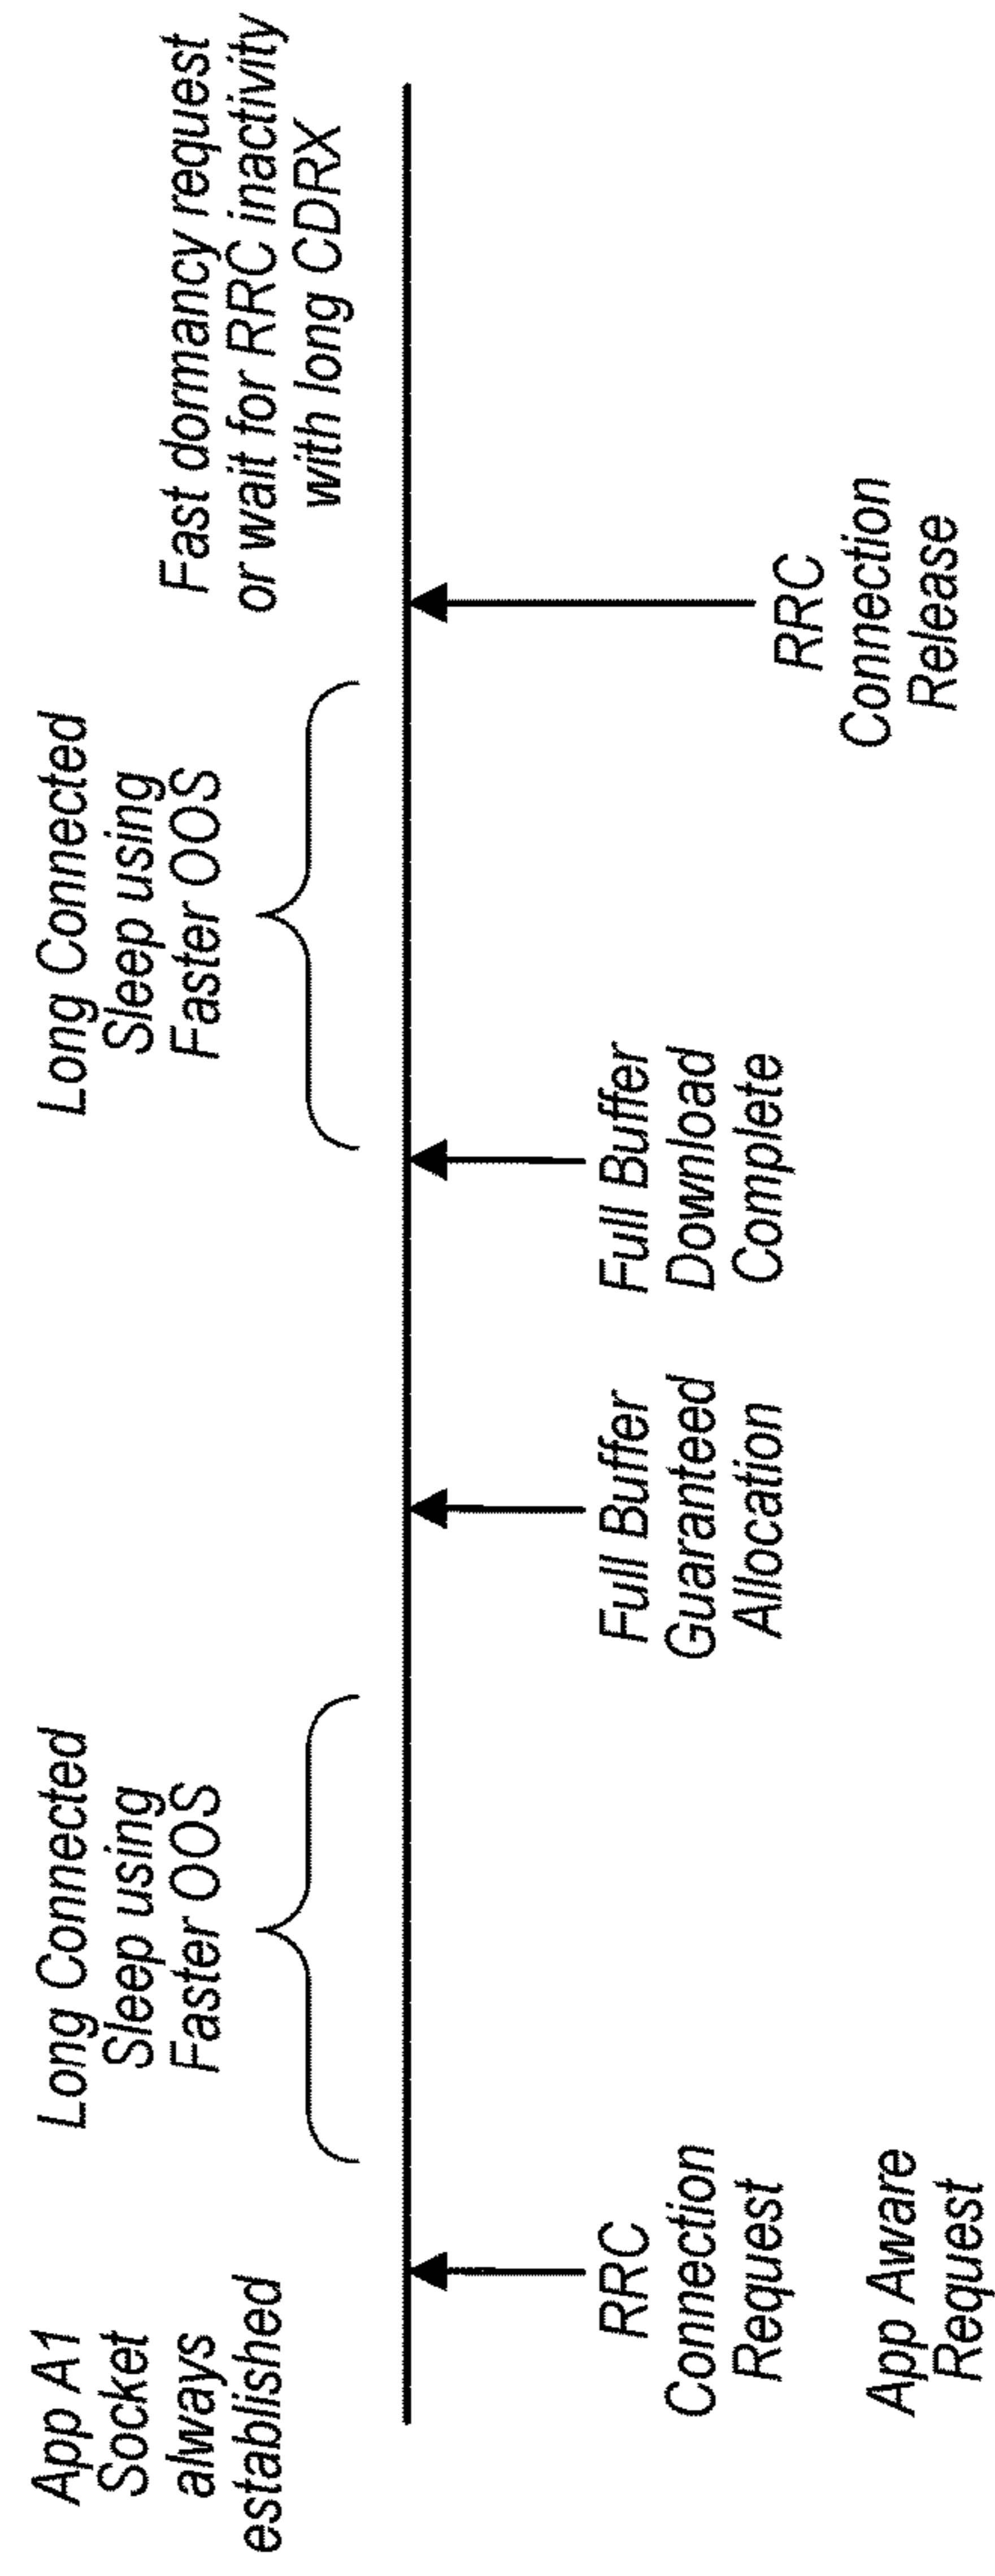 App A1
Socket
always
established
Long Connected
Sleep using
Faster OOS
Long Connected
Sleep using
Faster OOS
Fast dormancy request
or wait for RRC inactivity
with long CDRX
RRC
Connection
Request
App Aware
Request
Full Buffer
Guaranteed
Allocation
Full Buffer
Download
Complete
RRC
Connection
Release